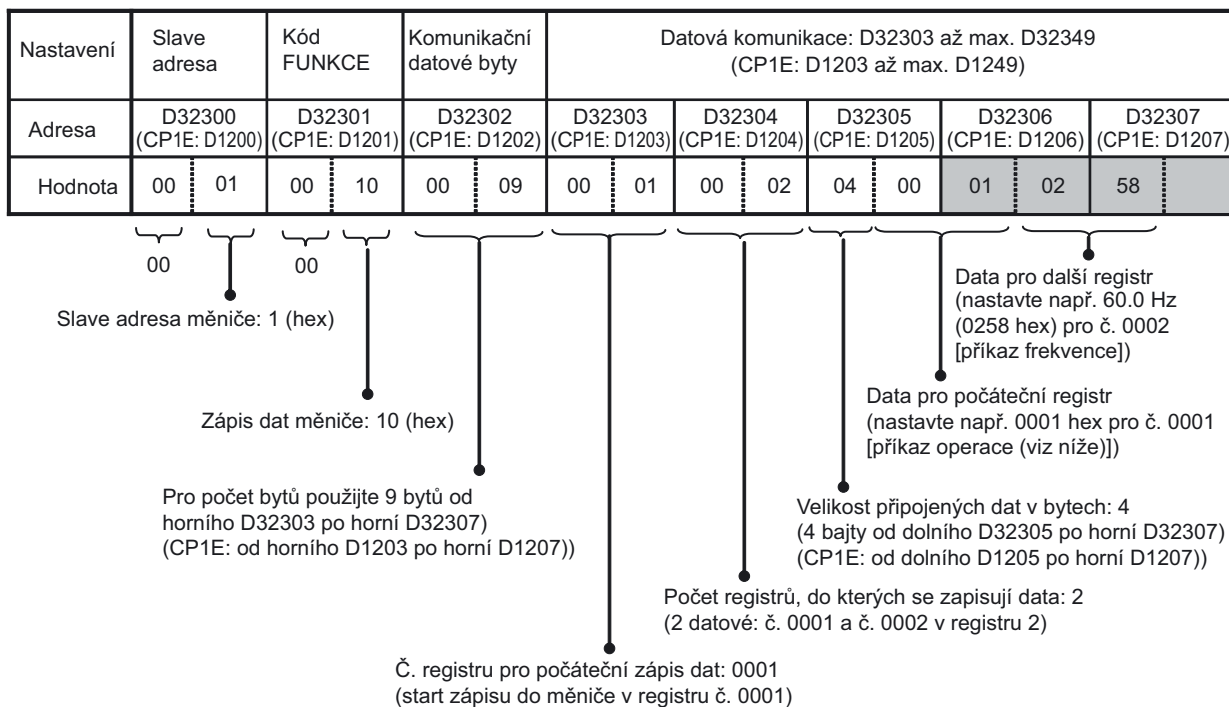 Nastavení
Slave
adresa
Kód
FUNKCE
Komunikační
datové byty
Datová komunikace: D32303 až max. D32349
(CP1E: D1203 až max. D1249)
Adresa
D32300
(CP1E: D1200)
D32301
(CP1E: D1201)
D32302
(CP1E: D1202)
D32303
(CP1E: D1203)
D32304
(CP1E: D1204)
D32305
(CP1E: D1205)
D32306
(CP1E: D1206)
D32307
(CP1E: D1207)
Hodnota 00 01 00 10 00 09 00 01 00 02 04 00 01 02 58
00 00
Data pro další registr
(nastavte např. 60.0 Hz
(0258 hex) pro č. 0002
[příkaz frekvence])
Slave adresa měniče: 1 (hex)
Data pro počáteční registr
(nastavte např. 0001 hex pro č. 0001
[příkaz operace (viz níže)])
Zápis dat měniče: 10 (hex)
Pro počet bytů použijte 9 bytů od
horního D32303 po horní D32307)
(CP1E: od horního D1203 po horní D1207))
Velikost připojených dat v bytech: 4
(4 bajty od dolního D32305 po horní D32307)
(CP1E: od dolního D1205 po horní D1207))
Počet registrů, do kterých se zapisují data: 2
(2 datové: č. 0001 a č. 0002 v registru 2)
Č. registru pro počáteční zápis dat: 0001
(start zápisu do měniče v registru č. 0001)